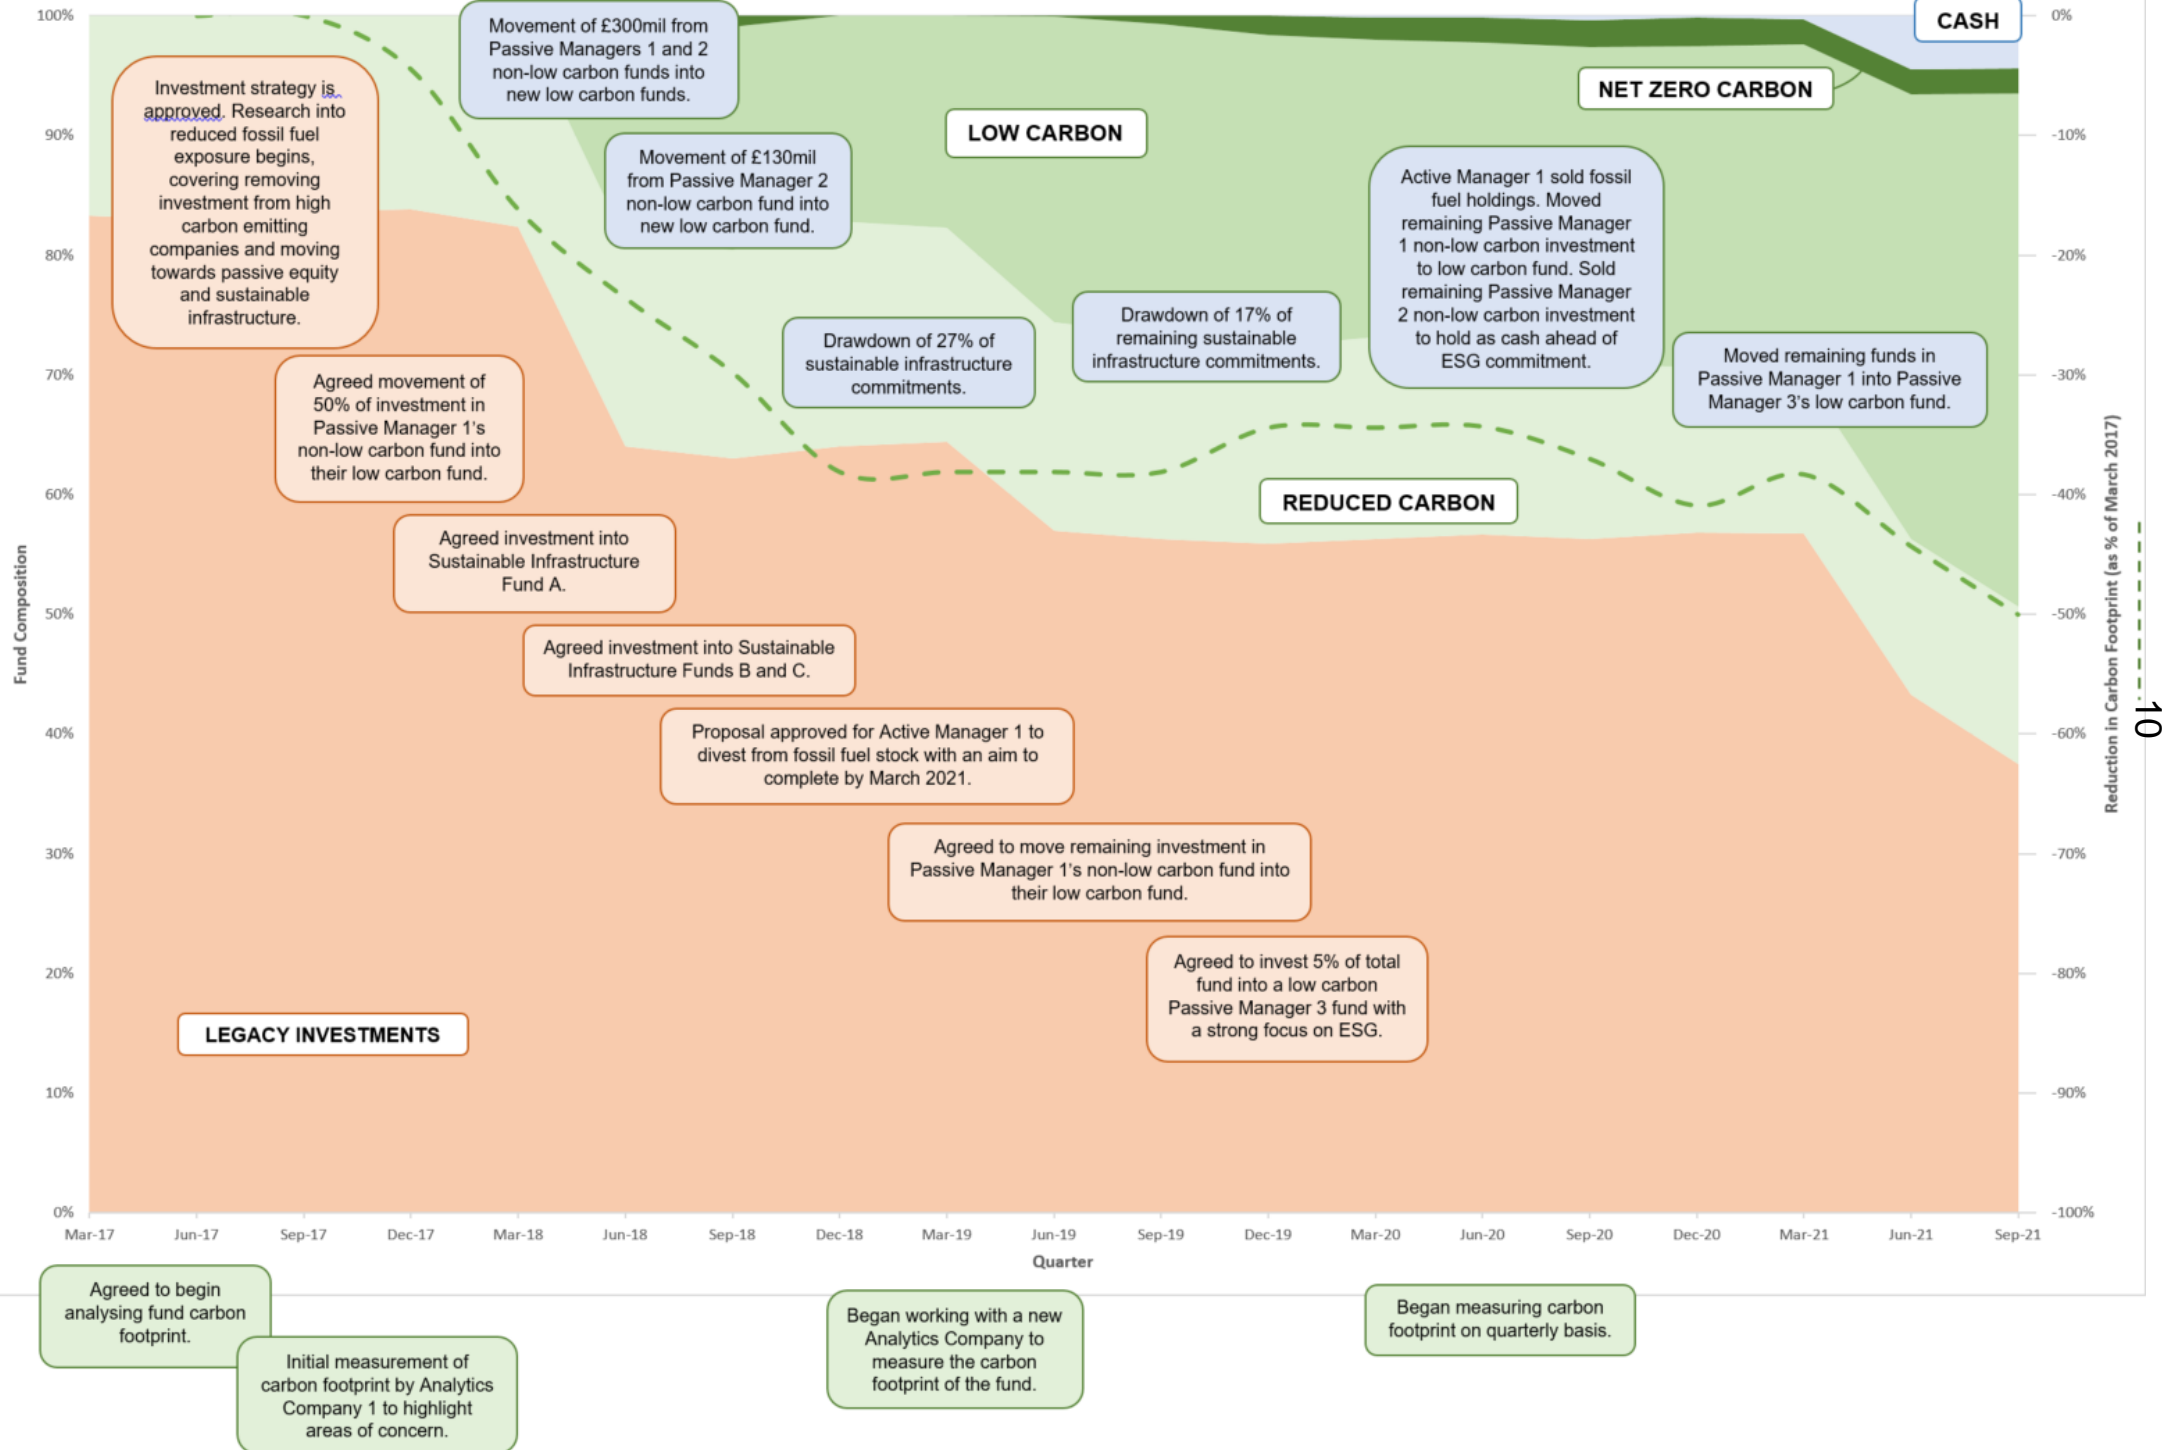 100%
90%
80%
70%
60%
50%
40%
30%
20%
10%
0%
Fund Composition
Movement of £300mil from
Passive Managers 1 and 2
non-low carbon funds into
new low carbon funds.
CASH
NET ZERO CARBON
LOW CARBON
Investment strategy is
approved. Research into
reduced fossil fuel
exposure begins,
covering removing
investment from high
carbon emitting
companies and moving
towards passive equity
and sustainable
infrastructure.
Movement of £130mil
from Passive Manager 2
non-low carbon fund into
new low carbon fund.
Active Manager 1 sold fossil
fuel holdings. Moved
remaining Passive Manager
1 non-low carbon investment
to low carbon fund. Sold
remaining Passive Manager
2 non-low carbon investment
to hold as cash ahead of
ESG commitment.
Drawdown of 27% of
sustainable infrastructure
commitments.
Drawdown of 17% of
remaining sustainable
infrastructure commitments.
Moved remaining funds in
Passive Manager 1 into Passive
Manager 3's low carbon fund.
Agreed movement of
50% of investment in
Passive Manager 1's
non-low carbon fund into
their low carbon fund.
REDUCED CARBON
Agreed investment into
Sustainable Infrastructure
Fund A.
Agreed investment into Sustainable
Infrastructure Funds B and C.
Proposal approved for Active Manager 1 to
divest from fossil fuel stock with an aim to
complete by March 2021.
Agreed to move remaining investment in
Passive Manager 1's non-low carbon fund into
their low carbon fund.
Agreed to invest 5% of total
fund into a low carbon
Passive Manager 3 fund with
a strong focus on ESG.
LEGACY INVESTMENTS
0%
-10%
-20%
-30%
-40%
-50%
-60%
-70%
-80%
-90%
-100%
Reduction in Carbon Footprint (as % of March 2017)
10
Mar-17
Jun-17
Sep-17
Dec-17
Mar-18
Jun-18
Sep-18
Dec-18
Mar-19
Jun-19
Sep-19
Dec-19
Mar-20
Jun-20
Sep-20
Dec-20
Mar-21
Jun-21
Sep-21
Quarter
Agreed to begin
analysing fund carbon
footprint.
Initial measurement of
carbon footprint by Analytics
Company 1 to highlight
areas of concern.
Began working with a new
Analytics Company to
measure the carbon
footprint of the fund.
Began measuring carbon
footprint on quarterly basis.